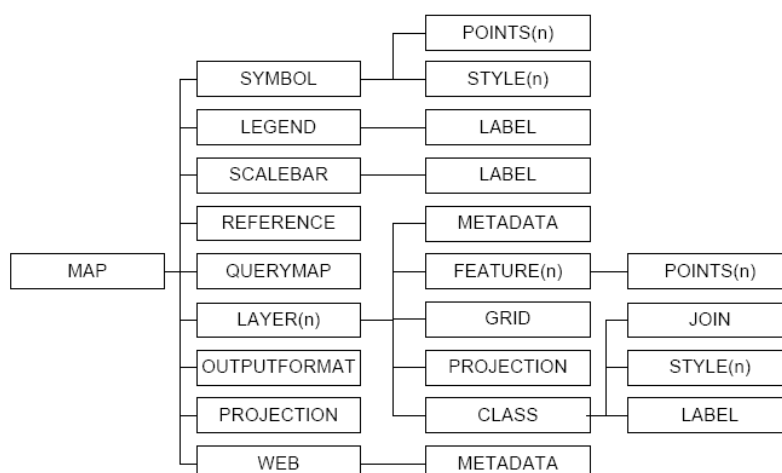 POINTS(n)
SYMBOL STYLE(n)
LEGEND LABEL
SCALEBAR LABEL
REFERENCE METADATA
MAP QUERYMAP FEATURE(n) POINTS(n)
LAYER(n) GRID JOIN
OUTPUTFORMAT PROJECTION STYLE(n)
PROJECTION CLASS LABEL
WEB METADATA